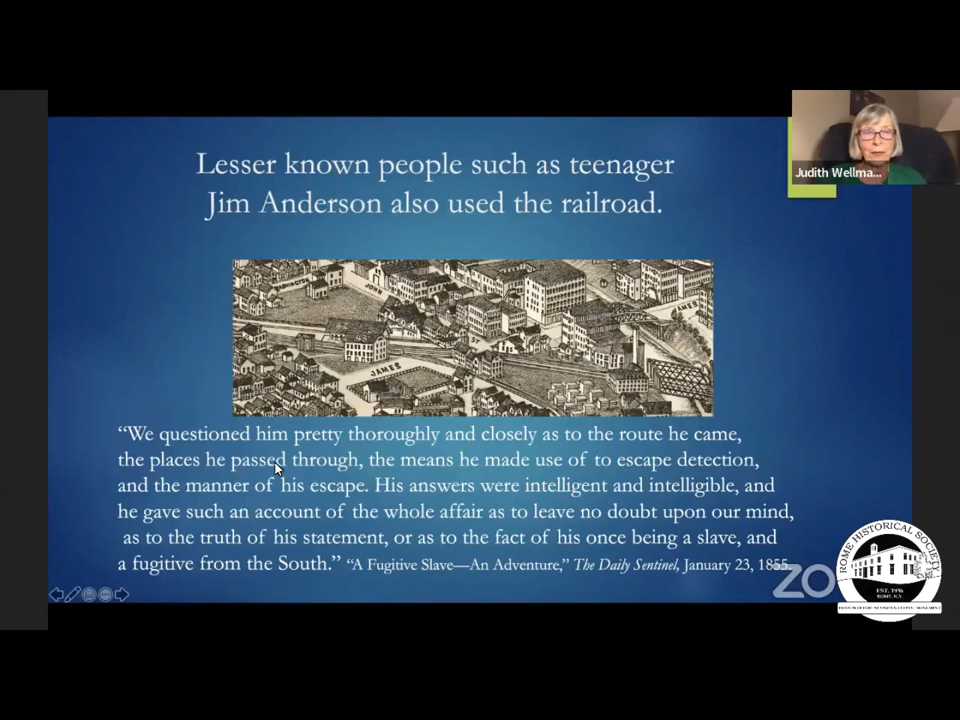 Lesser known people such as teenager
Jim Anderson also used the railroad.
Judith Wellma...
JOHN
JAMES
ST
“We questioned him pretty thoroughly and closely as to the route he came,
the places he passed through, the means he made use of to escape detection,
and the manner of his escape. His answers were intelligent and intelligible, and
he gave such an account of the whole affair as to leave no doubt upon our mind,
as to the truth of his statement, or as to the fact of his once being a slave, and
a fugitive from the South.” “A Fugitive Slave—An Adventure,” The Daily Sentinel, January 23, 1855.
ZO
ROME HISTORICAL SOCIETY
EST. 1936
ROME, N.Y.